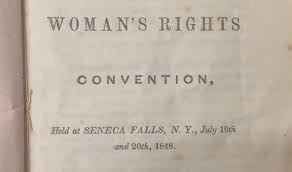 WOMAN'S RIGHTS
CONVENTION,
Held at SENECA FALLS, N. Y., July 19th
and 20th, 1848.